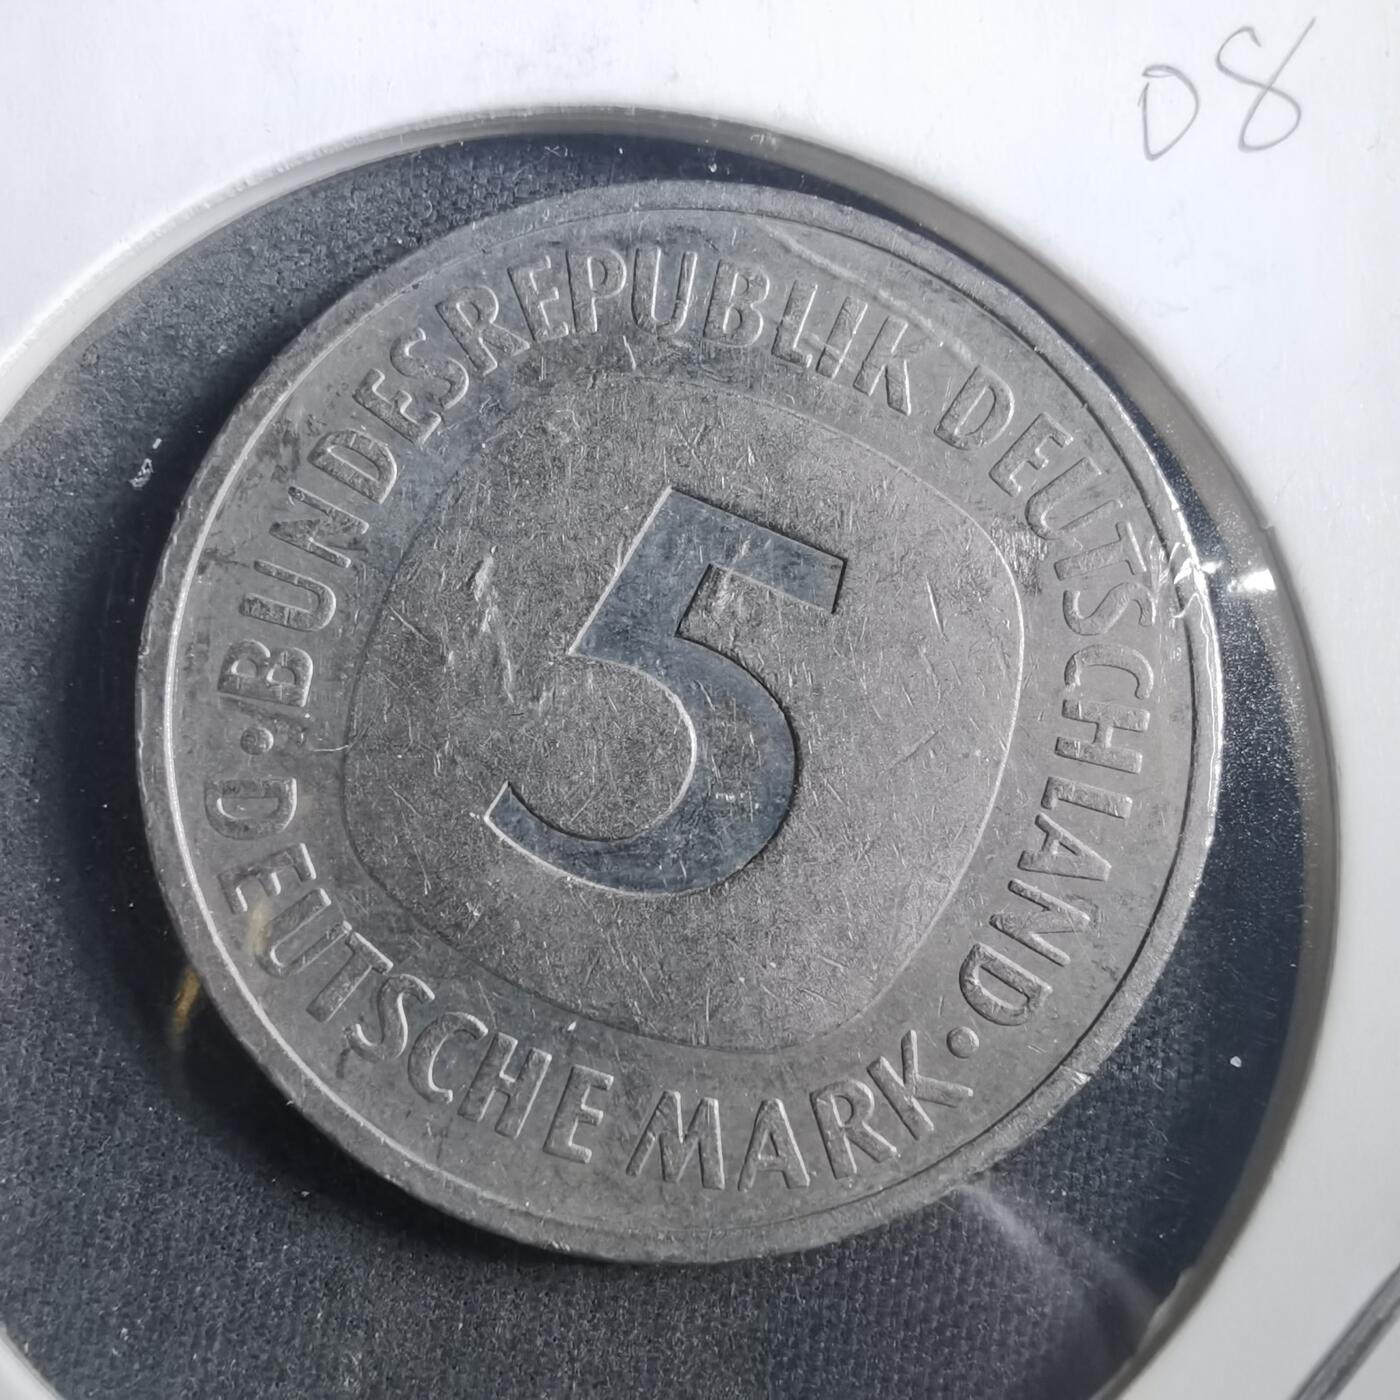 08
BUNDESREPUBLIK DEUTSCHLAND
5
DEUTSCHE MARK